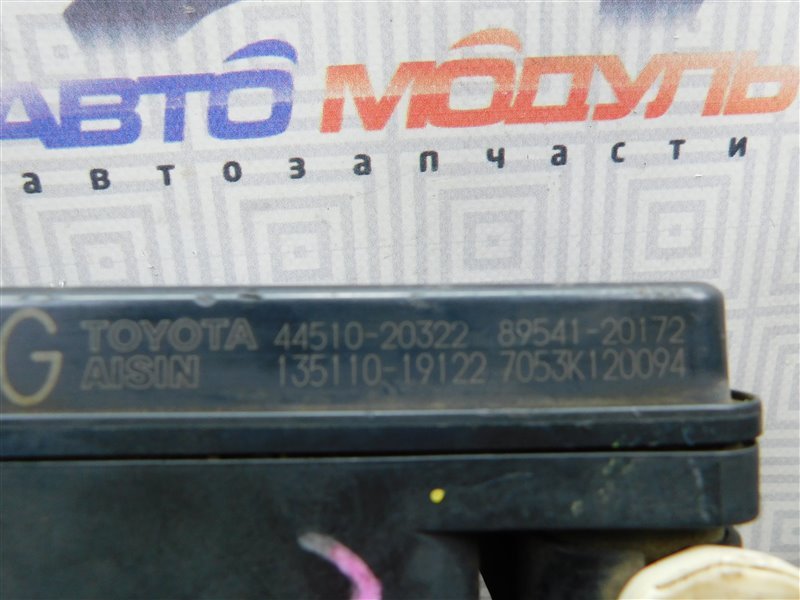 АВТО МОДУЛЬ
автозапчасти
G TOYOTA 44510-20322 89541-20172
AISIN 135110-19122 7053K120094